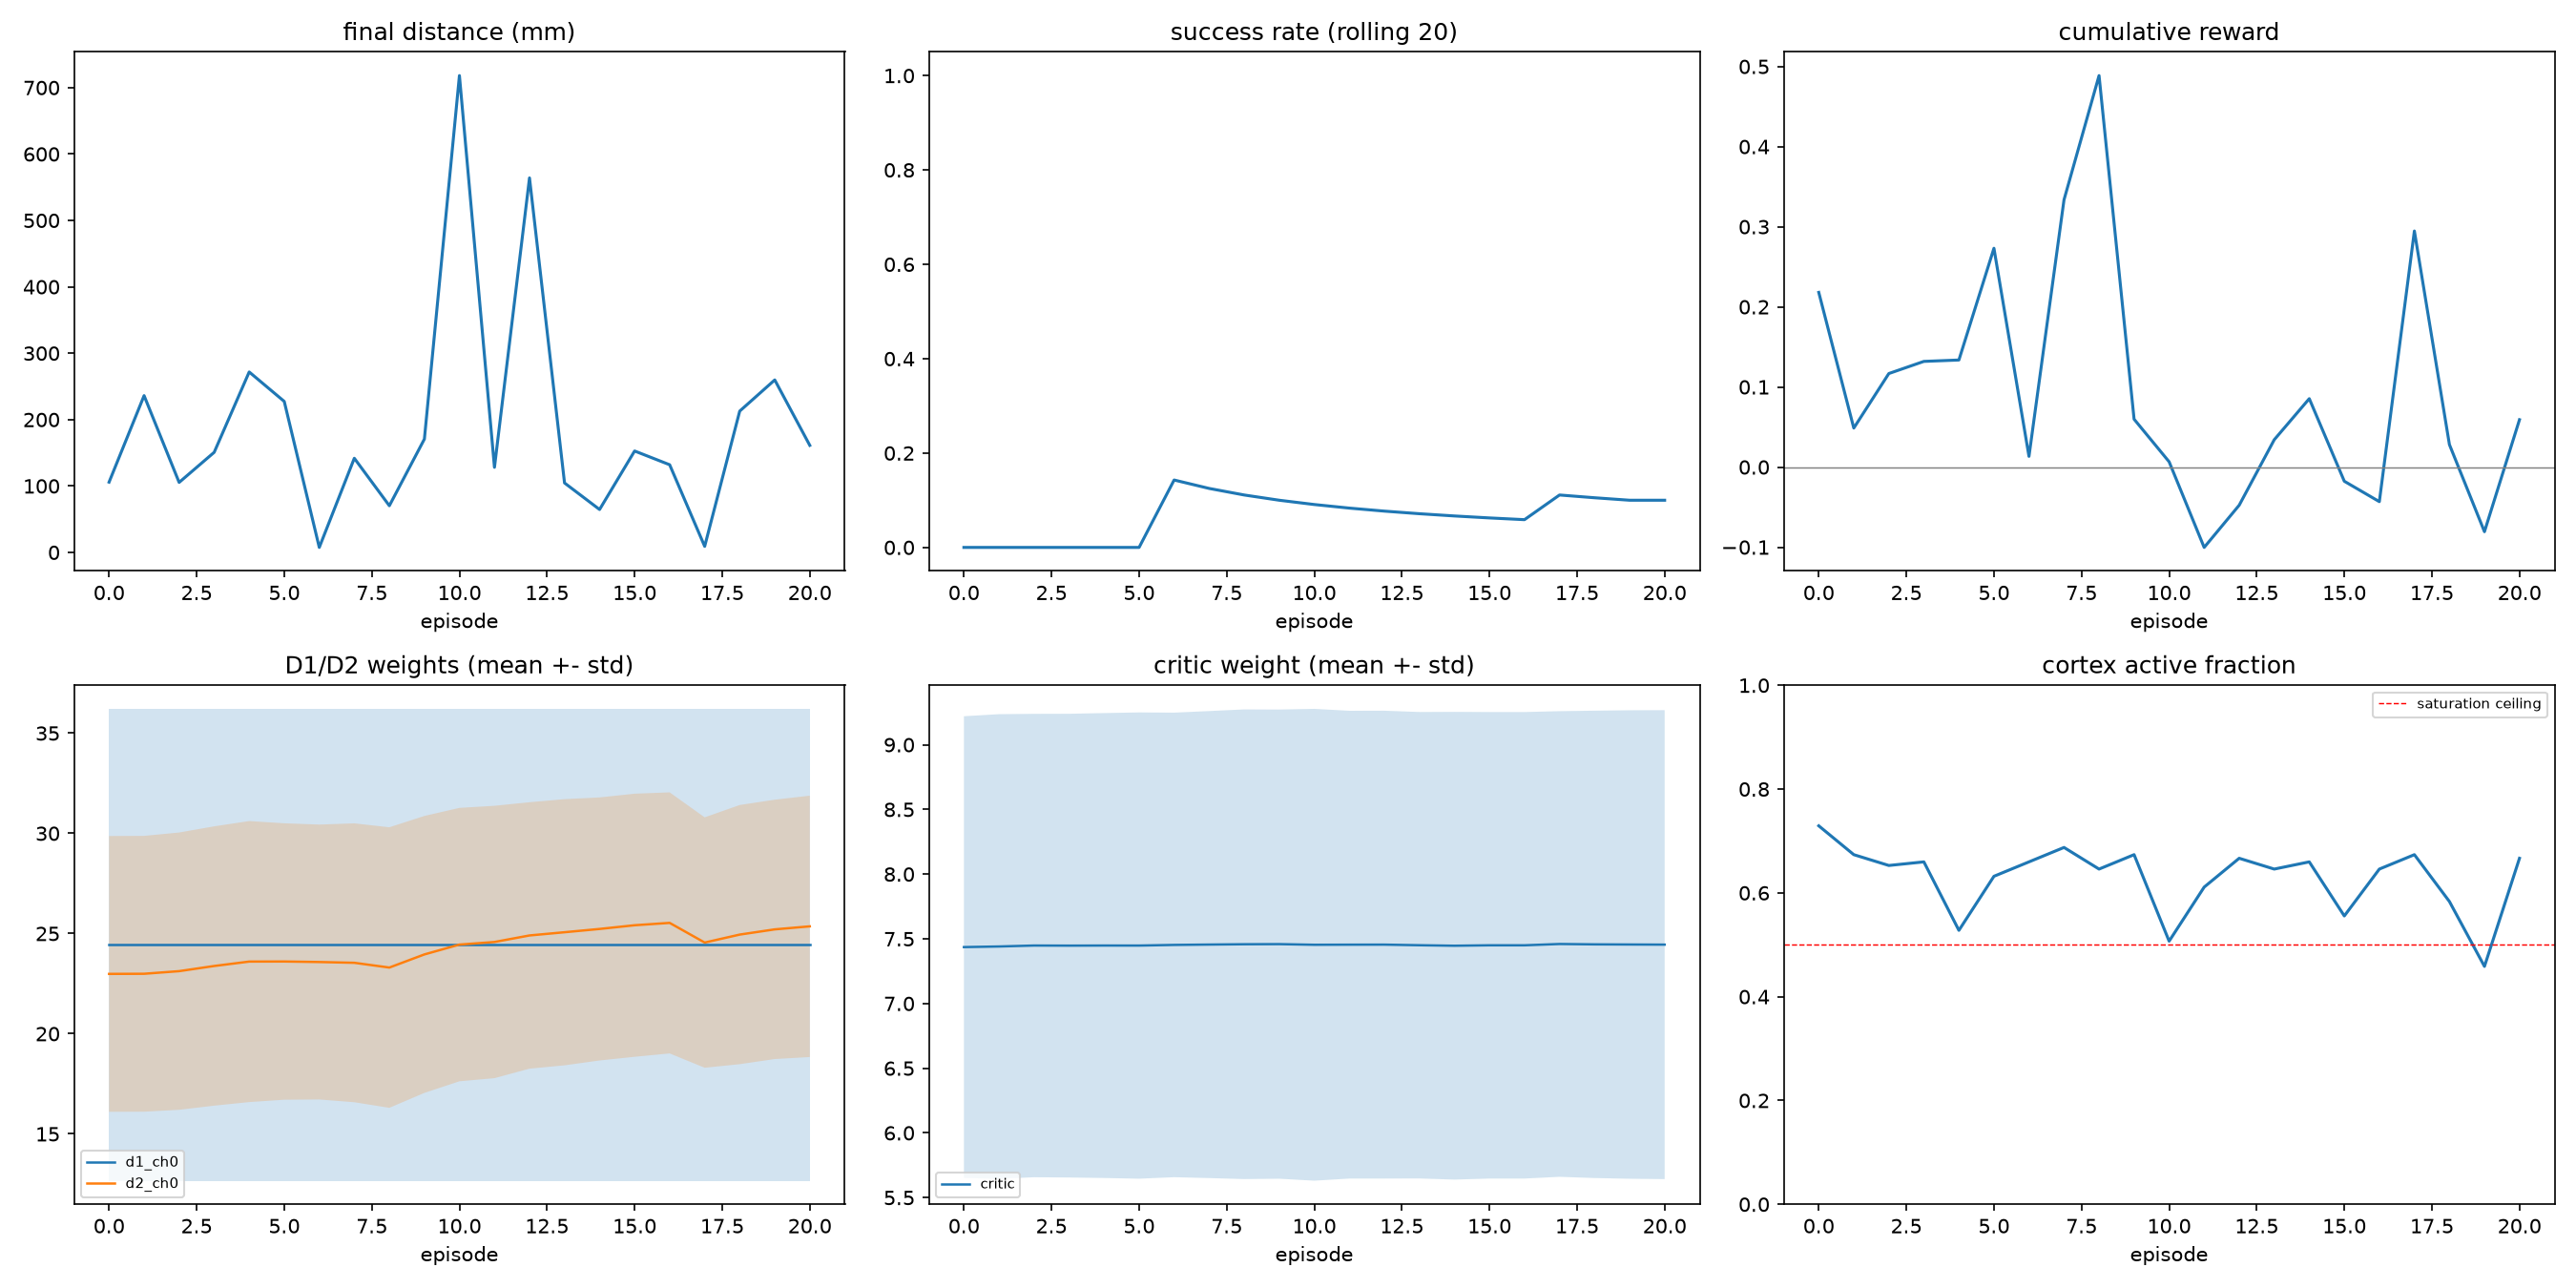 final distance (mm)
700
600
500
400
300
200
100
0
0.0 2.5 5.0 7.5 10.0 12.5 15.0 17.5 20.0
episode
success rate (rolling 20)
1.0
0.8
0.6
0.4
0.2
0.0
0.0 2.5 5.0 7.5 10.0 12.5 15.0 17.5 20.0
episode
cumulative reward
0.5
0.4
0.3
0.2
0.1
0.0
−0.1
0.0 2.5 5.0 7.5 10.0 12.5 15.0 17.5 20.0
episode
D1/D2 weights (mean +- std)
35
30
25
20
15
d1_ch0
d2_ch0
0.0 2.5 5.0 7.5 10.0 12.5 15.0 17.5 20.0
episode
critic weight (mean +- std)
9.0
8.5
8.0
7.5
7.0
6.5
6.0
5.5
critic
0.0 2.5 5.0 7.5 10.0 12.5 15.0 17.5 20.0
episode
cortex active fraction
1.0
0.8
0.6
0.4
0.2
0.0
saturation ceiling
0.0 2.5 5.0 7.5 10.0 12.5 15.0 17.5 20.0
episode